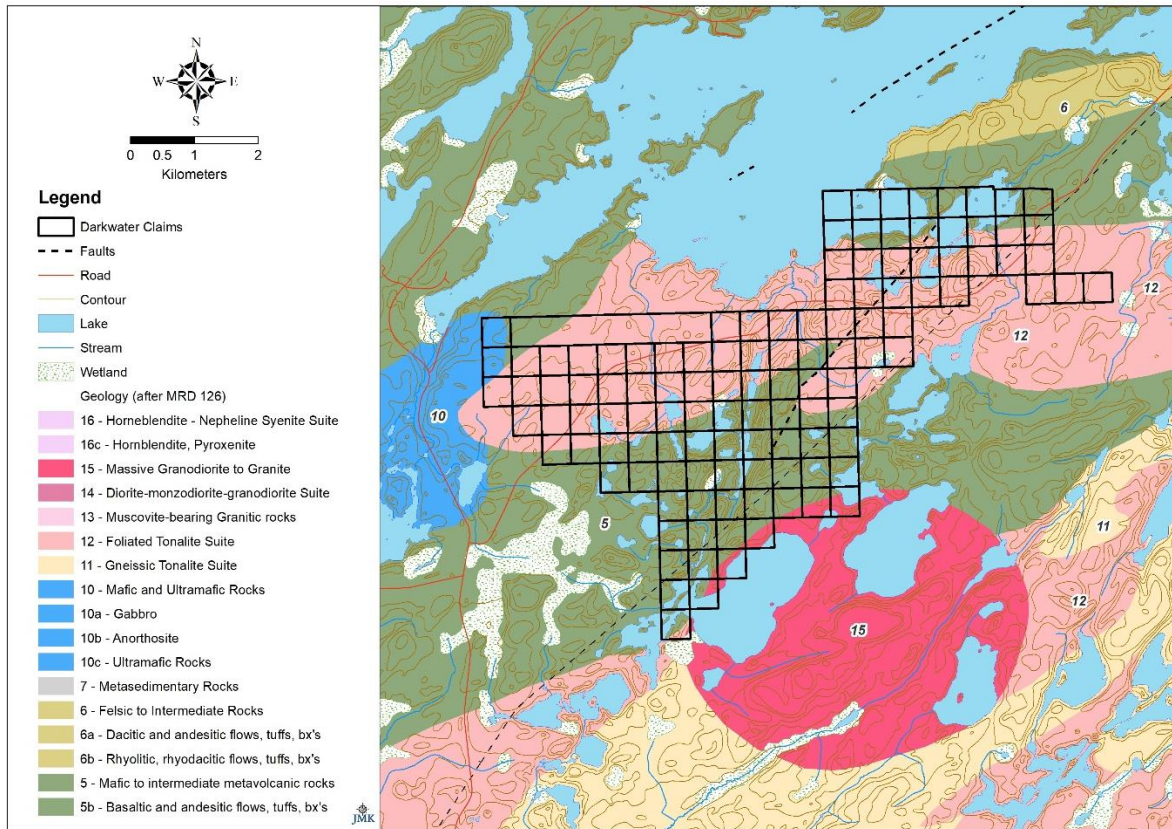 N
W
E
S
0 0.5 1 2
Kilometers
Legend
Darkwater Claims
Faults
Road
Contour
Lake
Stream
Wetland
Geology (after MRD 126)
16 - Horneblendite - Nepheline Syenite Suite
16c - Hornblendite, Pyroxenite
15 - Massive Granodiorite to Granite
14 - Diorite-monzodiorite-granodiorite Suite
13 - Muscovite-bearing Granitic rocks
12 - Foliated Tonalite Suite
11 - Gneissic Tonalite Suite
10 - Mafic and Ultramafic Rocks
10a - Gabbro
10b - Anorthosite
10c - Ultramafic Rocks
7 - Metasedimentary Rocks
6 - Felsic to Intermediate Rocks
6a - Dacitic and andesitic flows, tuffs, bx's
6b - Rhyolitic, rhyodacitic flows, tuffs, bx's
5 - Mafic to intermediate metavolcanic rocks
5b - Basaltic and andesitic flows, tuffs, bx's
JMK
6
12
12
10
5
11
12
15